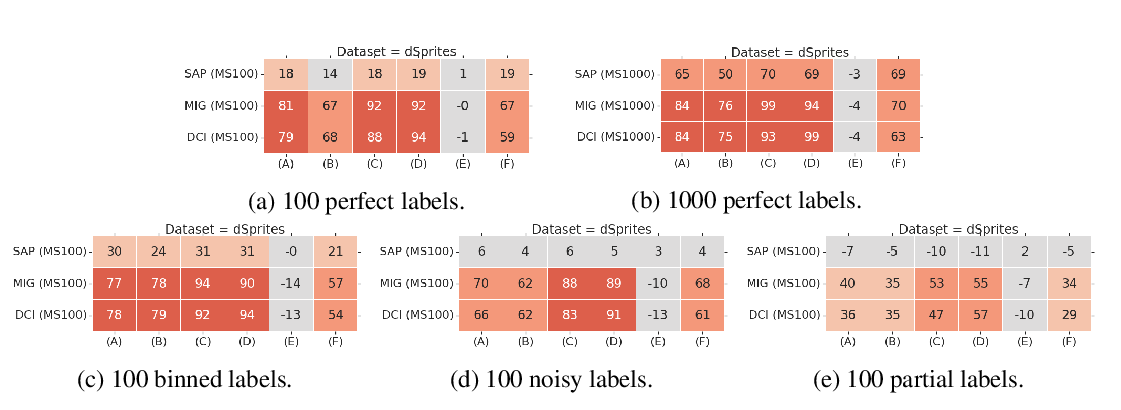 Dataset = dSprites
SAP (MS100) 18 14 18 19 1 19
MIG (MS100) 81 67 92 92 -0 67
DCI (MS100) 79 68 88 94 -1 59
(A) (B) (C) (D) (E) (F)
(a) 100 perfect labels.
Dataset = dSprites
SAP (MS1000) 65 50 70 69 -3 69
MIG (MS1000) 84 76 99 94 -4 70
DCI (MS1000) 84 75 93 99 -4 63
(A) (B) (C) (D) (E) (F)
(b) 1000 perfect labels.
Dataset = dSprites
SAP (MS100) 30 24 31 31 -0 21
MIG (MS100) 77 78 94 90 -14 57
DCI (MS100) 78 79 92 94 -13 54
(A) (B) (C) (D) (E) (F)
(c) 100 binned labels.
Dataset = dSprites
SAP (MS100) 6 4 6 5 3 4
MIG (MS100) 70 62 88 89 -10 68
DCI (MS100) 66 62 83 91 -13 61
(A) (B) (C) (D) (E) (F)
(d) 100 noisy labels.
Dataset = dSprites
SAP (MS100) -7 -5 -10 -11 2 -5
MIG (MS100) 40 35 53 55 -7 34
DCI (MS100) 36 35 47 57 -10 29
(A) (B) (C) (D) (E) (F)
(e) 100 partial labels.